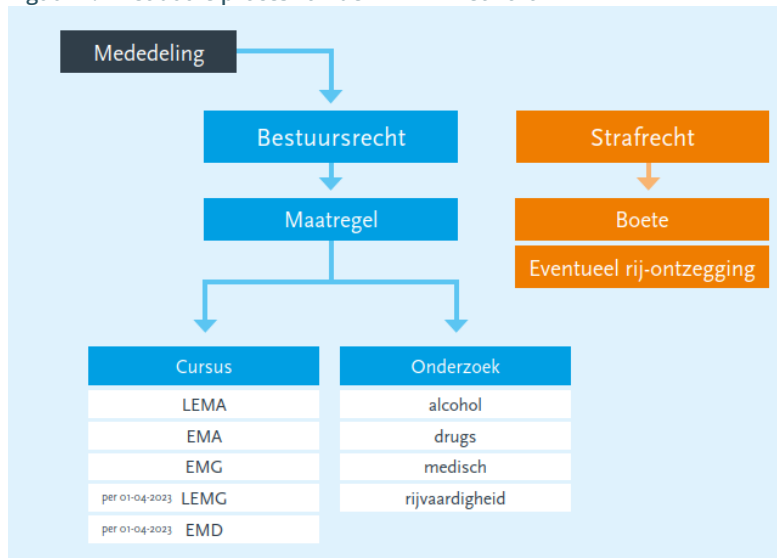 Mededeling
Bestuursrecht
Strafrecht
Maatregel
Boete
Eventueel rij-ontzegging
Cursus
Onderzoek
LEMA
alcohol
EMA
drugs
EMG
medisch
per 01-04-2023 LEMG
rijvaardigheid
per 01-04-2023 EMD